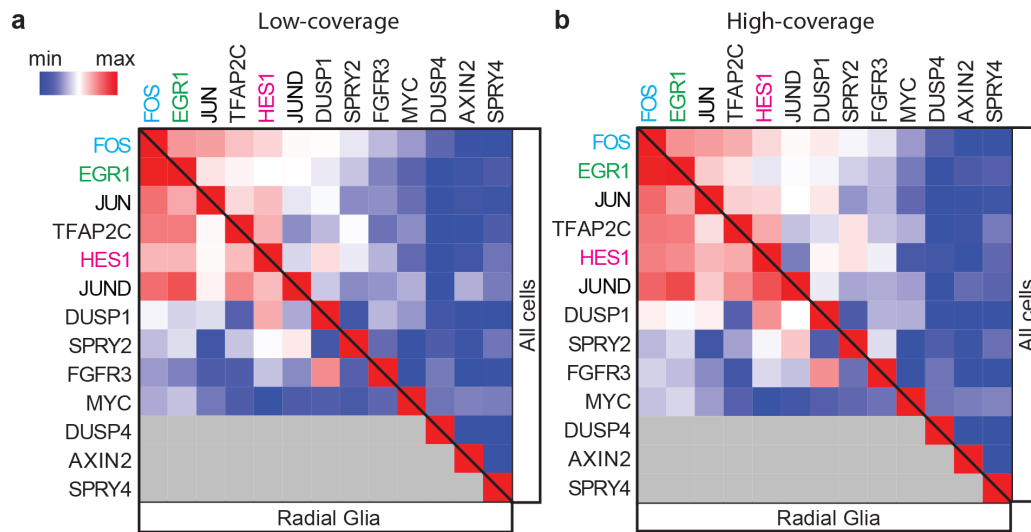 a
Low-coverage
min max
FOS
EGR1
JUN
TFAP2C
HES1
JUND
DUSP1
SPRY2
FGFR3
MYC
DUSP4
AXIN2
SPRY4
FOS
EGR1
JUN
TFAP2C
HES1
JUND
DUSP1
SPRY2
FGFR3
MYC
DUSP4
AXIN2
SPRY4
All cells
Radial Glia
b
High-coverage
FOS
EGR1
JUN
TFAP2C
HES1
JUND
DUSP1
SPRY2
FGFR3
MYC
DUSP4
AXIN2
SPRY4
FOS
EGR1
JUN
TFAP2C
HES1
JUND
DUSP1
SPRY2
FGFR3
MYC
DUSP4
AXIN2
SPRY4
All cells
Radial Glia